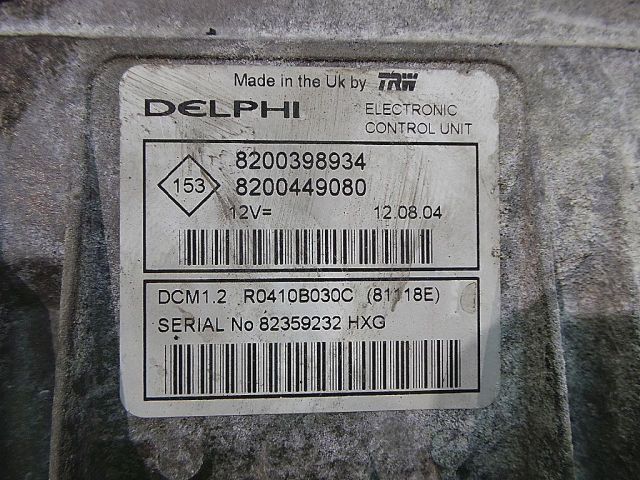 Made in the Uk by TRW
DELPHI ELECTRONIC
CONTROL UNIT
8200398934
153
8200449080
12V= 12.08.04
DCM1.2 R0410B030C (81118E)
SERIAL No 82359232 HXG